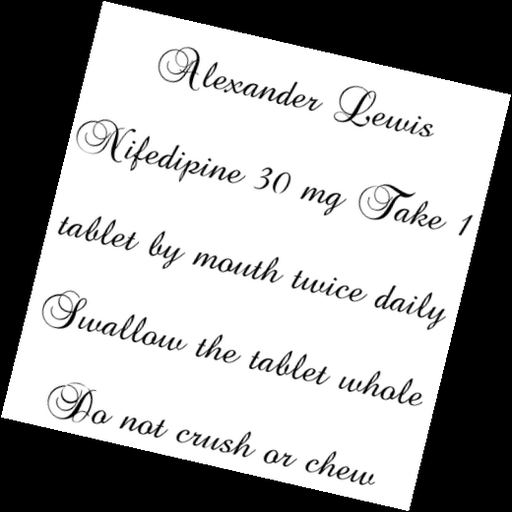 Alexander Lewis
Nifedipine 30 mg Take 1
tablet by mouth twice daily
Swallow the tablet whole
Do not crush or chew